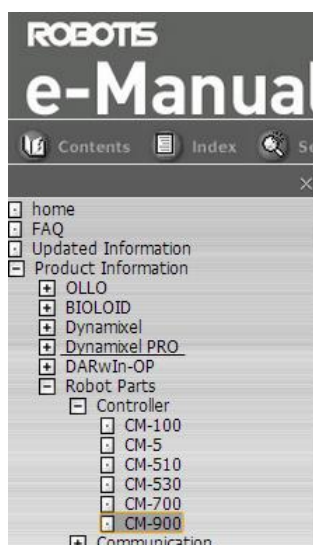 ROBOTIS
e-Manual
Contents Index
home
FAQ
Updated Information
Product Information
OLLO
BIOLOID
Dynamixel
Dynamixel PRO
DARwIn-OP
Robot Parts
Controller
CM-100
CM-5
CM-510
CM-530
CM-700
CM-900
Communication